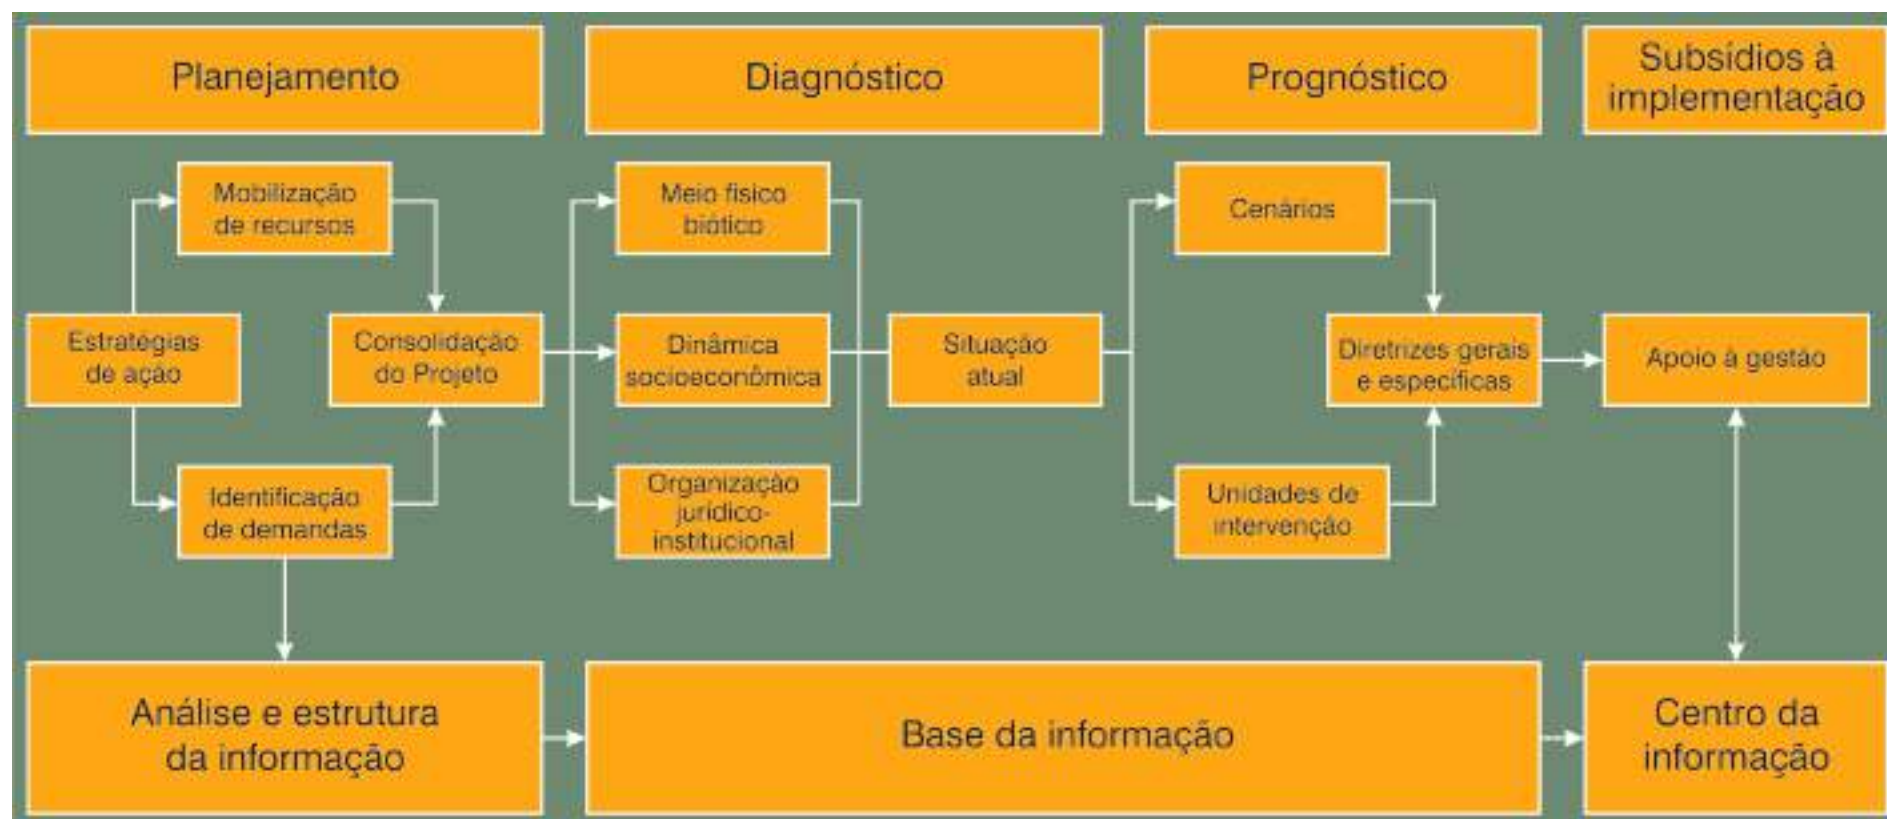 Planejamento
Diagnóstico
Prognóstico
Subsídios à
implementação
Mobilização
de recursos
Meio físico
biótico
Cenários
Estratégias
de ação
Consolidação
do Projeto
Dinâmica
socioeconômica
Situação
atual
Diretrizes gerais
e específicas
Apoio à gestão
Identificação
de demandas
Organização
jurídico-
institucional
Unidades de
intervenção
Análise e estrutura
da informação
Base da informação
Centro da
informação